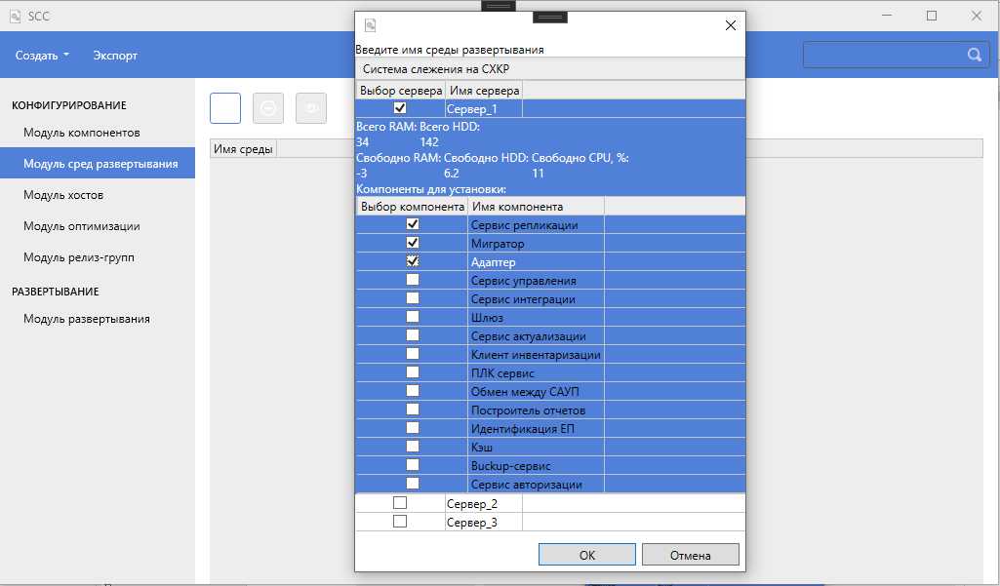 SCC
Создать Экспорт
КОНФИГУРИРОВАНИЕ
Модуль компонентов
Модуль сред развертывания
Модуль хостов
Модуль оптимизации
Модуль релиз-групп
РАЗВЕРТЫВАНИЕ
Модуль развертывания
Имя среды
Введите имя среды развертывания
Система слежения на СХКР
Выбор сервера Имя сервера
Сервер_1
Всего RAM: Всего HDD:
34 142
Свободно RAM: Свободно HDD: Свободно CPU, %:
-3 6.2 11
Компоненты для установки:
Выбор компонента Имя компонента
Сервис репликации
Мигратор
Адаптер
Сервис управления
Сервис интеграции
Шлюз
Сервис актуализации
Клиент инвентаризации
ПЛК сервис
Обмен между САУП
Построитель отчетов
Идентификация ЕП
Кэш
Buckup-сервис
Сервис авторизации
Сервер_2
Сервер_3
ОК Отмена